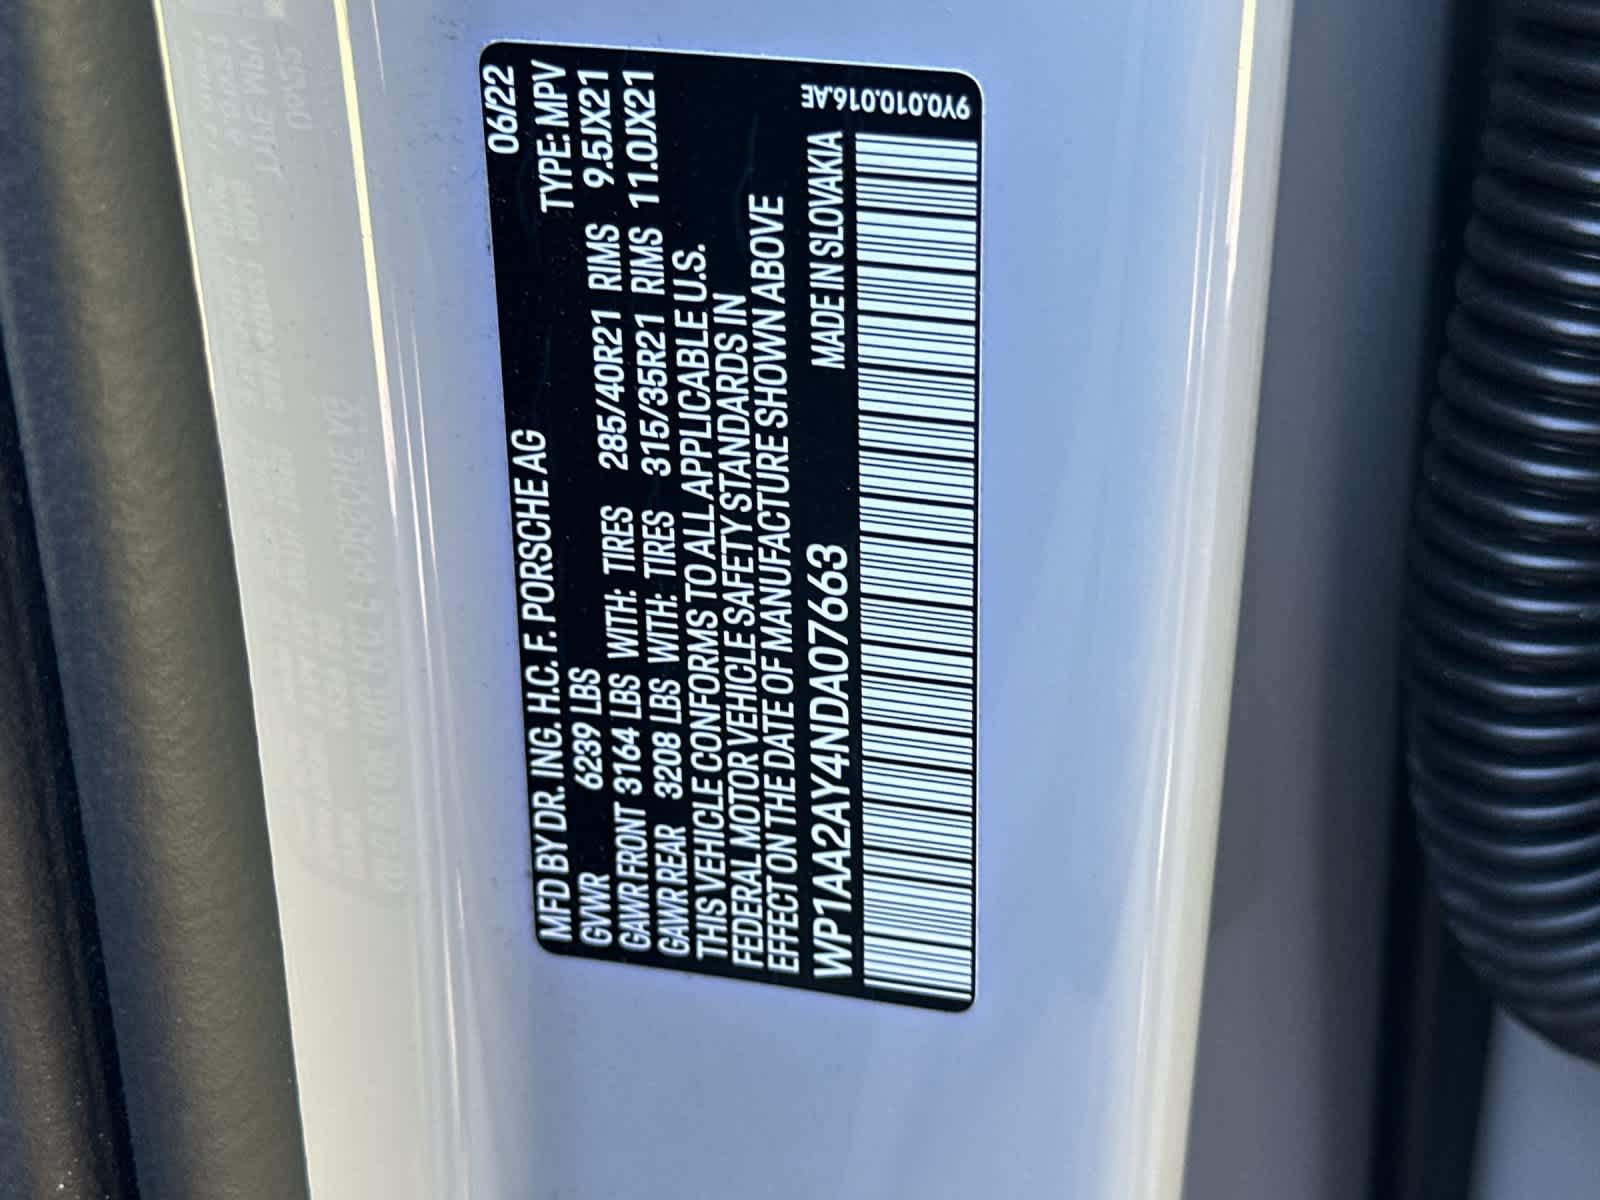 MFD BY DR. ING. H.C. F. PORSCHE AG 06/22
GVWR 6239 LBS TYPE: MPV
GAWR FRONT 3164 LBS WITH: TIRES 285/40R21 RIMS 9.5JX21
GAWR REAR 3208 LBS WITH: TIRES 315/35R21 RIMS 11.0JX21
THIS VEHICLE CONFORMS TO ALL APPLICABLE U.S.
FEDERAL MOTOR VEHICLE SAFETY STANDARDS IN
EFFECT ON THE DATE OF MANUFACTURE SHOWN ABOVE
WP1AA2AY4NDA07663 MADE IN SLOVAKIA
9Y0.010.016.AE